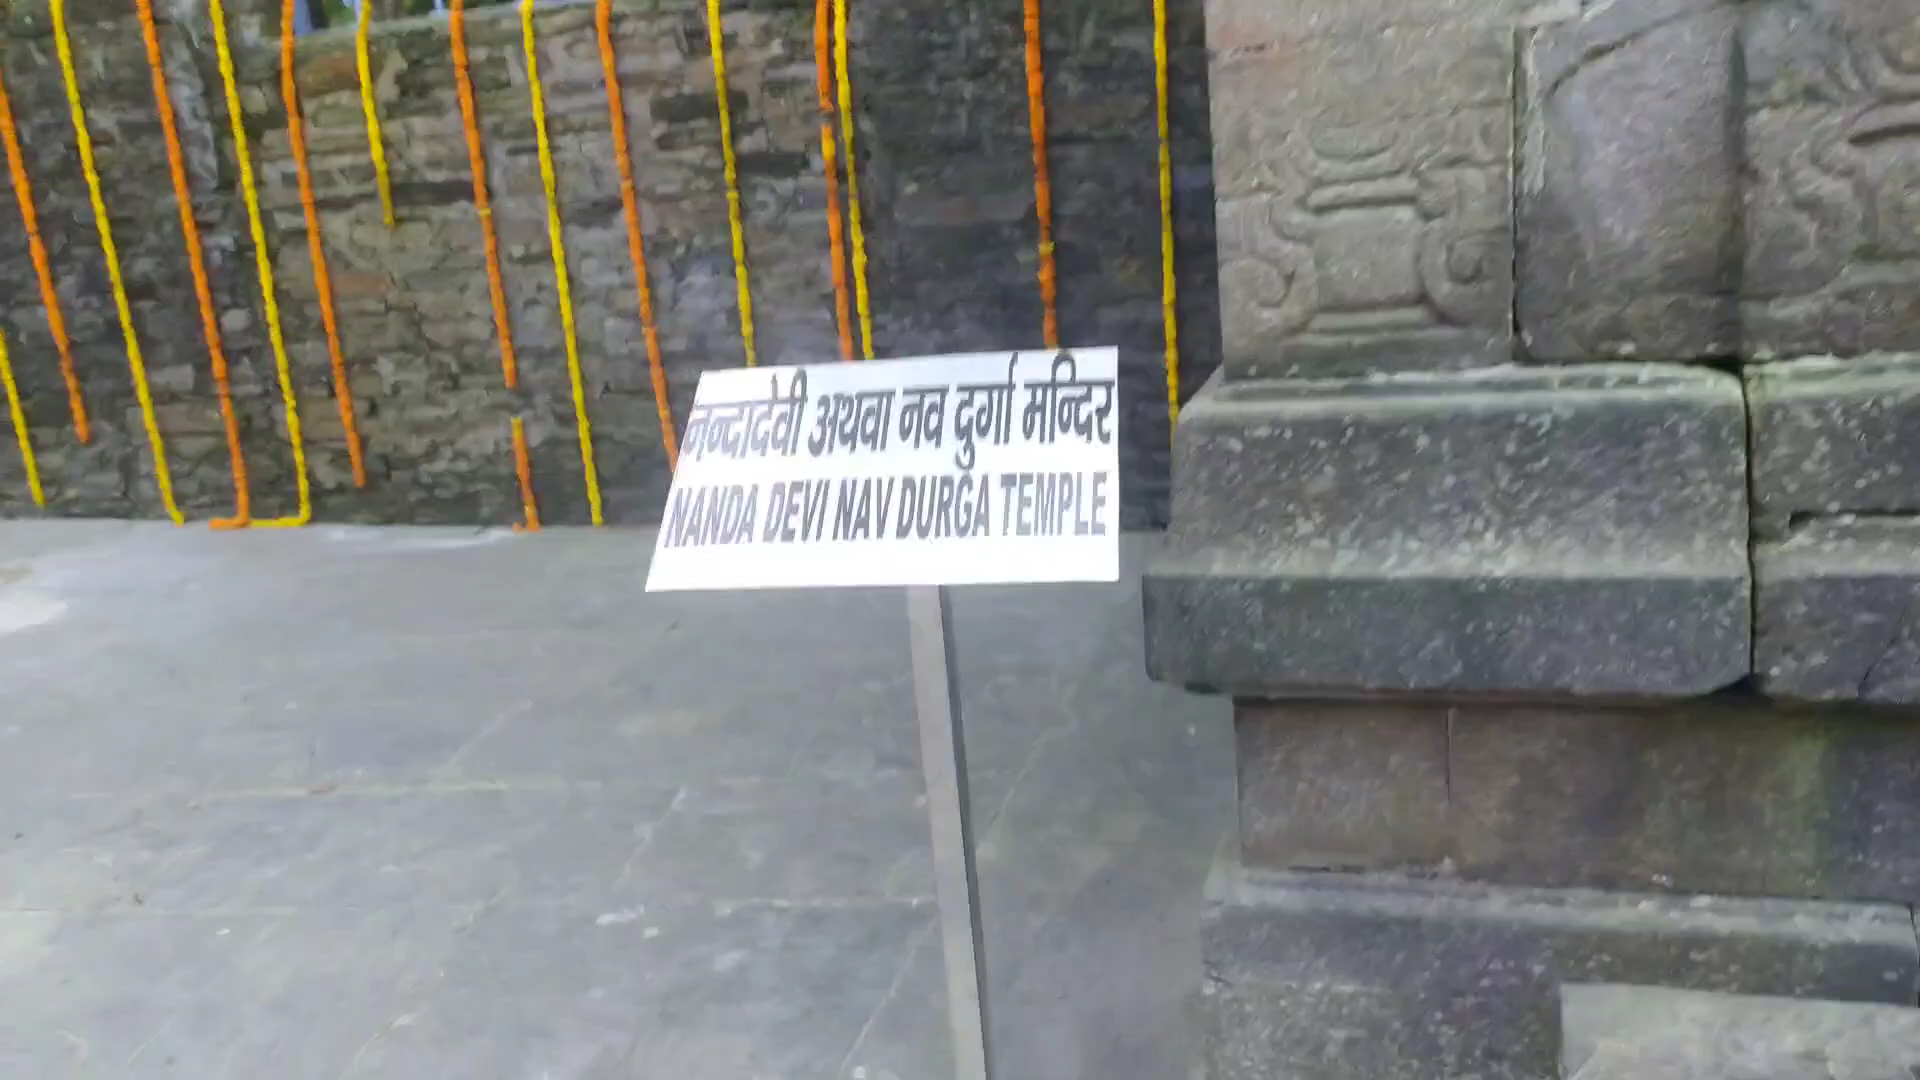 नन्दादेवी अथवा नव दुर्गा मन्दिर
NANDA DEVI NAV DURGA TEMPLE